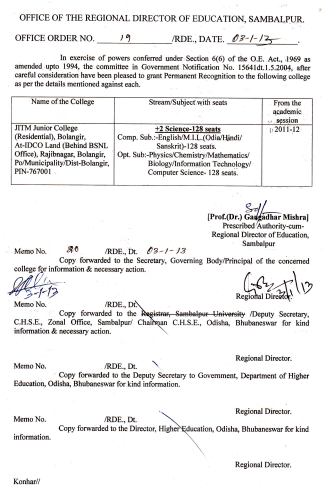 OFFICE OF THE REGIONAL DIRECTOR OF EDUCATION, SAMBALPUR.
OFFICE ORDER NO. 19 /RDE., DATE. 03-1-13
In exercise of powers conferred under Section 6(6) of the O.E. Act., 1969 as
amended upto 1994, the committee in Government Notification No. 15641dt.1.5.2004, after
careful consideration have been pleased to grant Permanent Recognition to the following college
as per the details mentioned against each.
Name of the College Stream/Subject with seats From the
academic
session
JITM Junior College +2 Science-128 seats 2011-12
(Residential), Bolangir, Comp. Sub.:-English/M.I.L.(Odia/Hindi/
At-IDCO Land (Behind BSNL Sanskrit)-128 seats.
Office), Rajibnagar, Bolangir, Opt. Sub:-Physics/Chemistry/Mathematics/
Po/Municipality/Dist-Bolangir, Biology/Information Technology/
PIN-767001 Computer Science- 128 seats.
Sd/-
[Prof.(Dr.) Gangadhar Mishra]
Prescribed Authority-cum-
Regional Director of Education,
Sambalpur
Memo No. 20 /RDE., Dt. 03-1-13
Copy forwarded to the Secretary, Governing Body/Principal of the concerned
college for information & necessary action.
3-1-13
Regional Director.
3/1/13
Memo No. /RDE., Dt.
Copy forwarded to the Registrar, Sambalpur University /Deputy Secretary,
C.H.S.E., Zonal Office, Sambalpur/ Chairman C.H.S.E., Odisha, Bhubaneswar for kind
information & necessary action.
Regional Director.
Memo No. /RDE., Dt.
Copy forwarded to the Deputy Secretary to Government, Department of Higher
Education, Odisha, Bhubaneswar for kind information.
Regional Director.
Memo No. /RDE., Dt.
Copy forwarded to the Director, Higher Education, Odisha, Bhubaneswar for kind
information.
Regional Director.
Konhar//